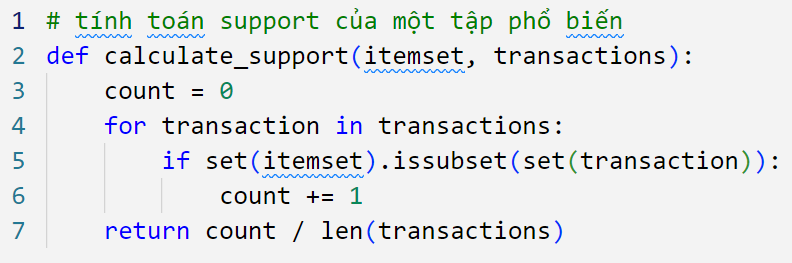 1 # tính toán support của một tập phổ biến
2 def calculate_support(itemset, transactions):
3     count = 0
4     for transaction in transactions:
5         if set(itemset).issubset(set(transaction)):
6             count += 1
7     return count / len(transactions)